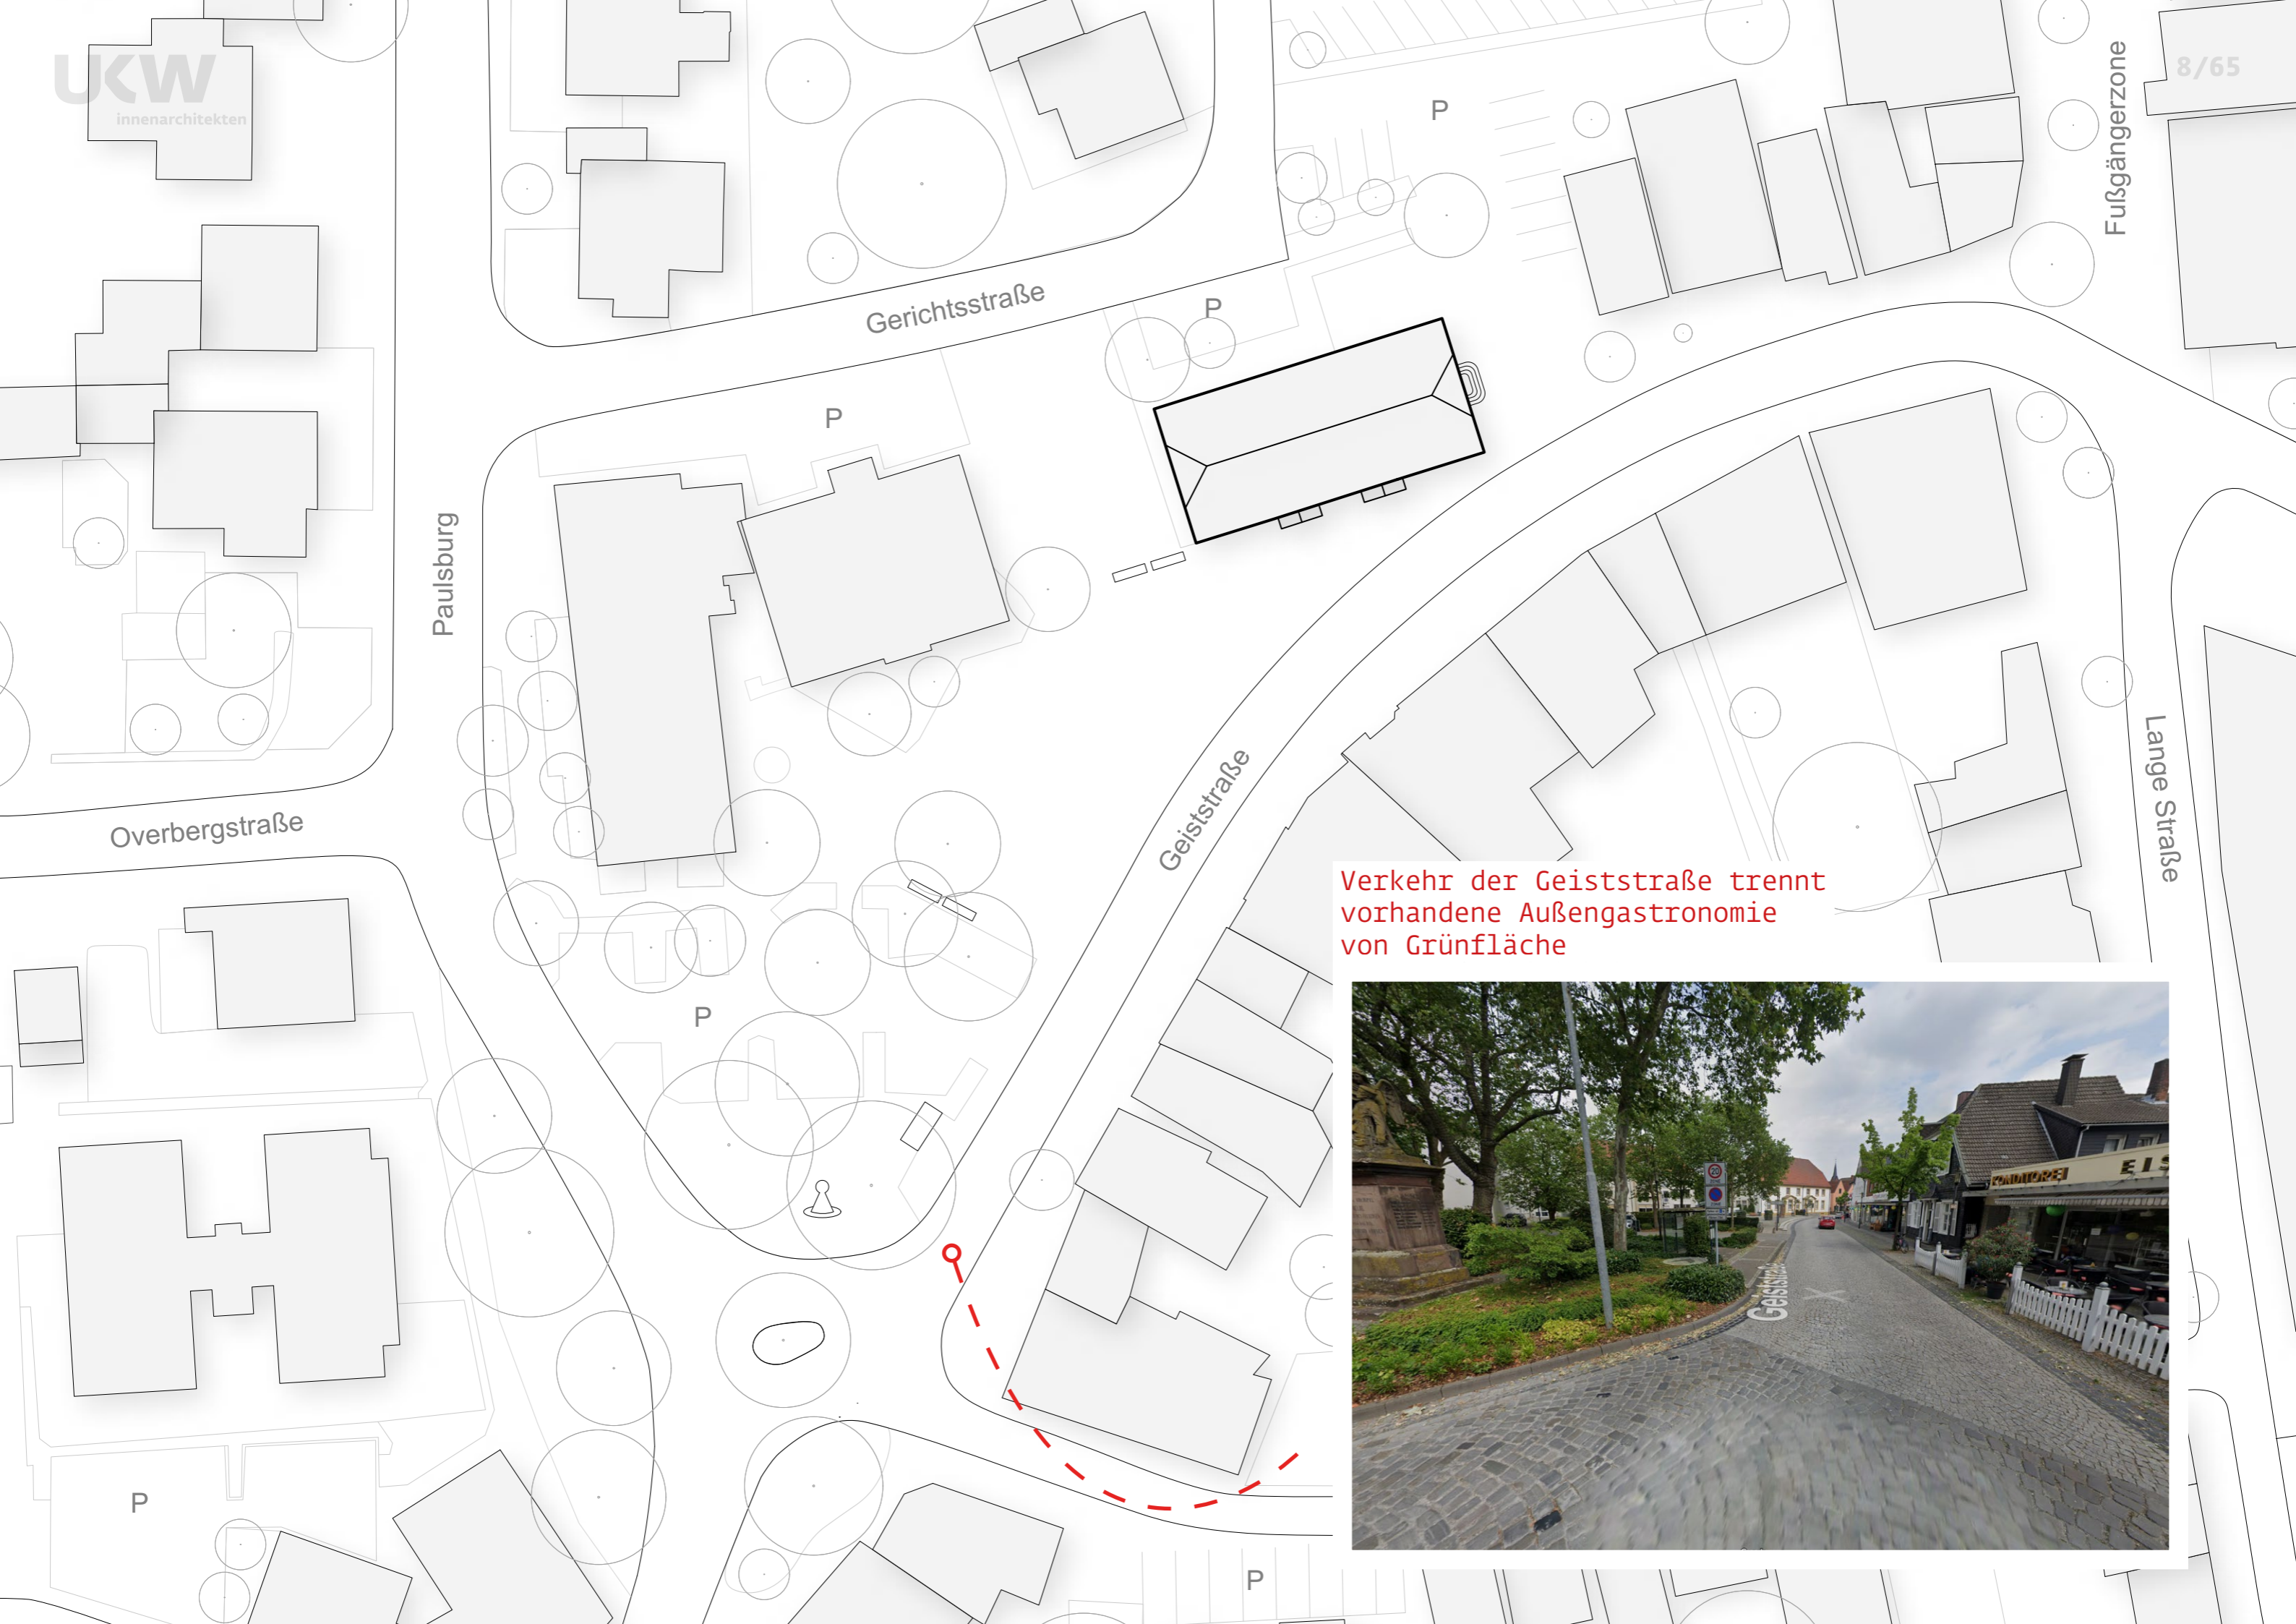 UKW
innenarchitekten
8/65
Fußgängerzone
P
Gerichtsstraße
P
P
Paulsburg
Geiststraße
Lange Straße
Overbergstraße
P
Verkehr der Geiststraße trennt
vorhandene Außengastronomie
von Grünfläche
20
KONDITOREI EIS
Geiststraße
P
P